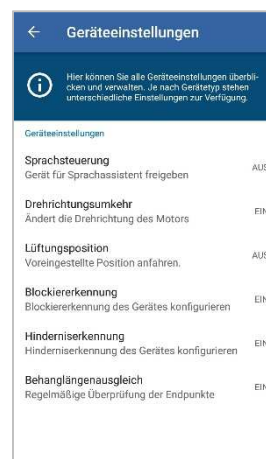 Geräteeinstellungen
Hier können Sie alle Geräteeinstellungen überbli-
cken und verwalten. Je nach Gerätetyp stehen
unterschiedliche Einstellungen zur Verfügung.
Geräteeinstellungen
Sprachsteuerung
Gerät für Sprachassistent freigeben
AUS
Drehrichtungsumkehr
Ändert die Drehrichtung des Motors
EIN
Lüftungsposition
Voreingestellte Position anfahren.
AUS
Blockiererkennung
Blockiererkennung des Gerätes konfigurieren
EIN
Hinderniserkennung
Hinderniserkennung des Gerätes konfigurieren
EIN
Behanglängenausgleich
Regelmäßige Überprüfung der Endpunkte
EIN